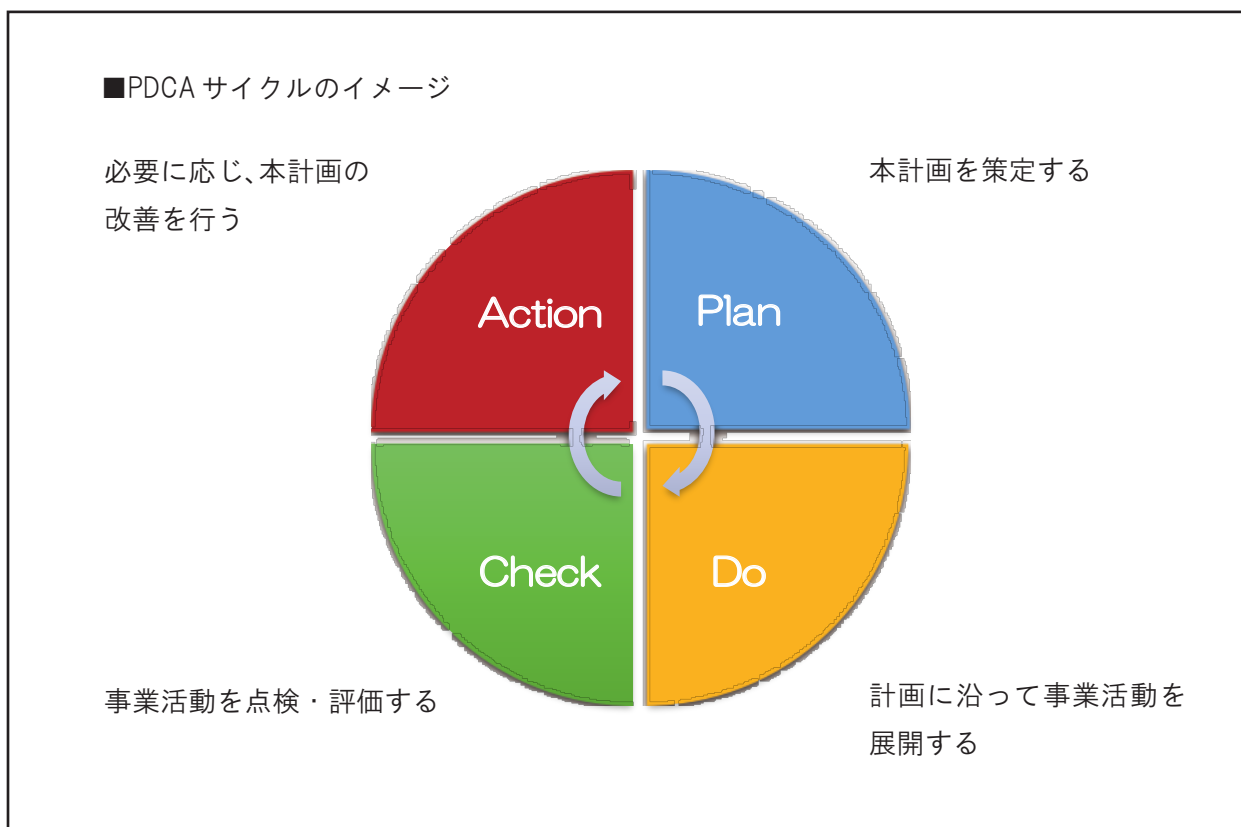 ■PDCA サイクルのイメージ
必要に応じ、本計画の
改善を行う
本計画を策定する
Action
Plan
Check
Do
事業活動を点検・評価する
計画に沿って事業活動を
展開する